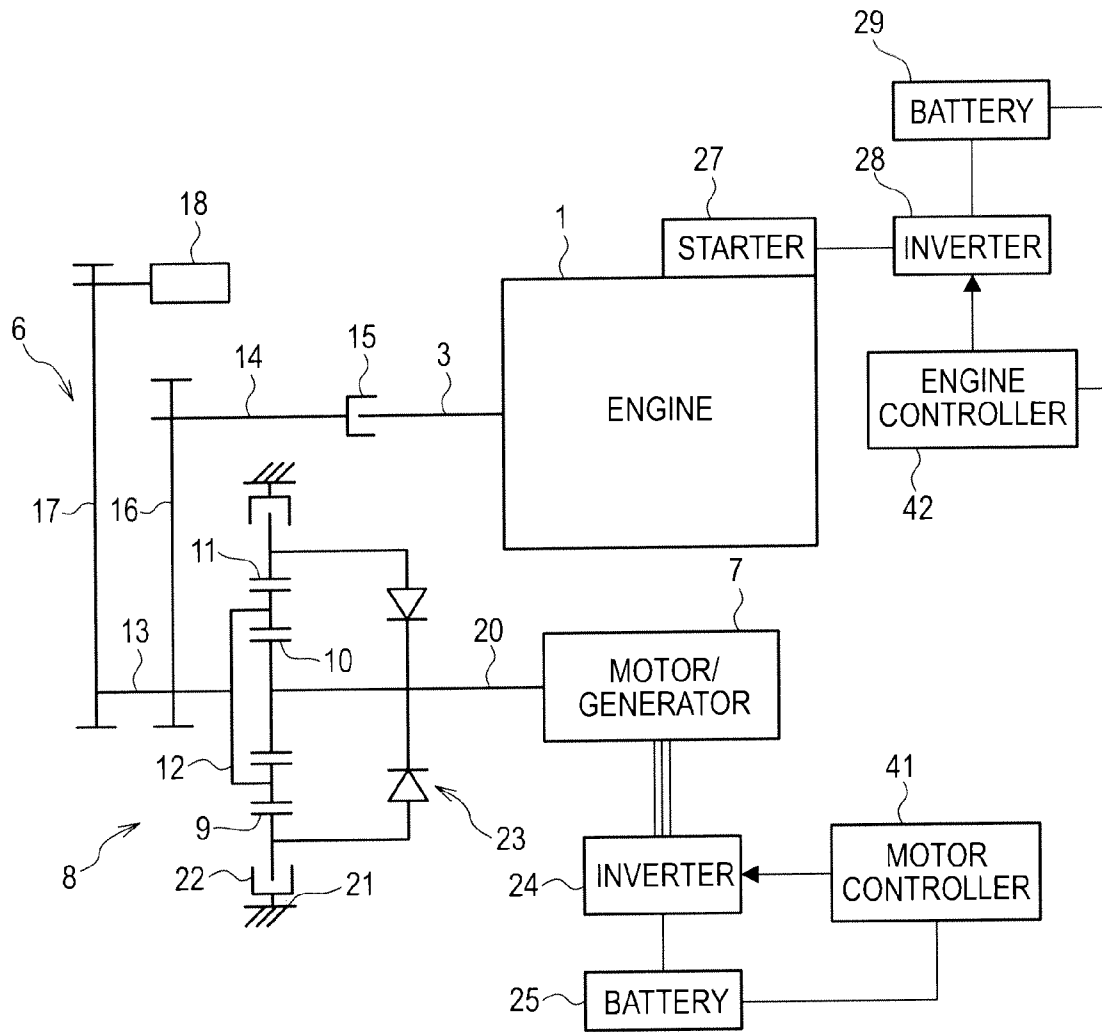 29
BATTERY
28
27
18
1
STARTER
INVERTER
6
15
14
3
ENGINE
ENGINE
CONTROLLER
42
17
16
11
7
13
10
20
MOTOR/
GENERATOR
12
41
9
23
8
22
21
24
INVERTER
MOTOR
CONTROLLER
25
BATTERY